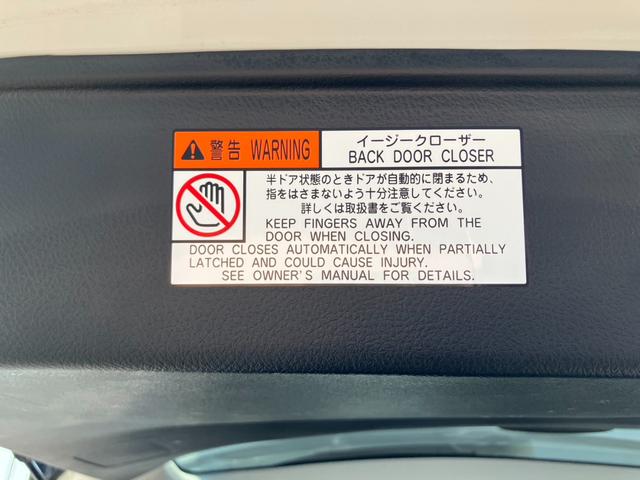 警告 WARNING
イージークローザー
BACK DOOR CLOSER
半ドア状態のときドアが自動的に閉まるため、
指をはさまないよう十分注意してください。
詳しくは取扱書をご覧ください。
KEEP FINGERS AWAY FROM THE
DOOR WHEN CLOSING.
DOOR CLOSES AUTOMATICALLY WHEN PARTIALLY
LATCHED AND COULD CAUSE INJURY.
SEE OWNER'S MANUAL FOR DETAILS.